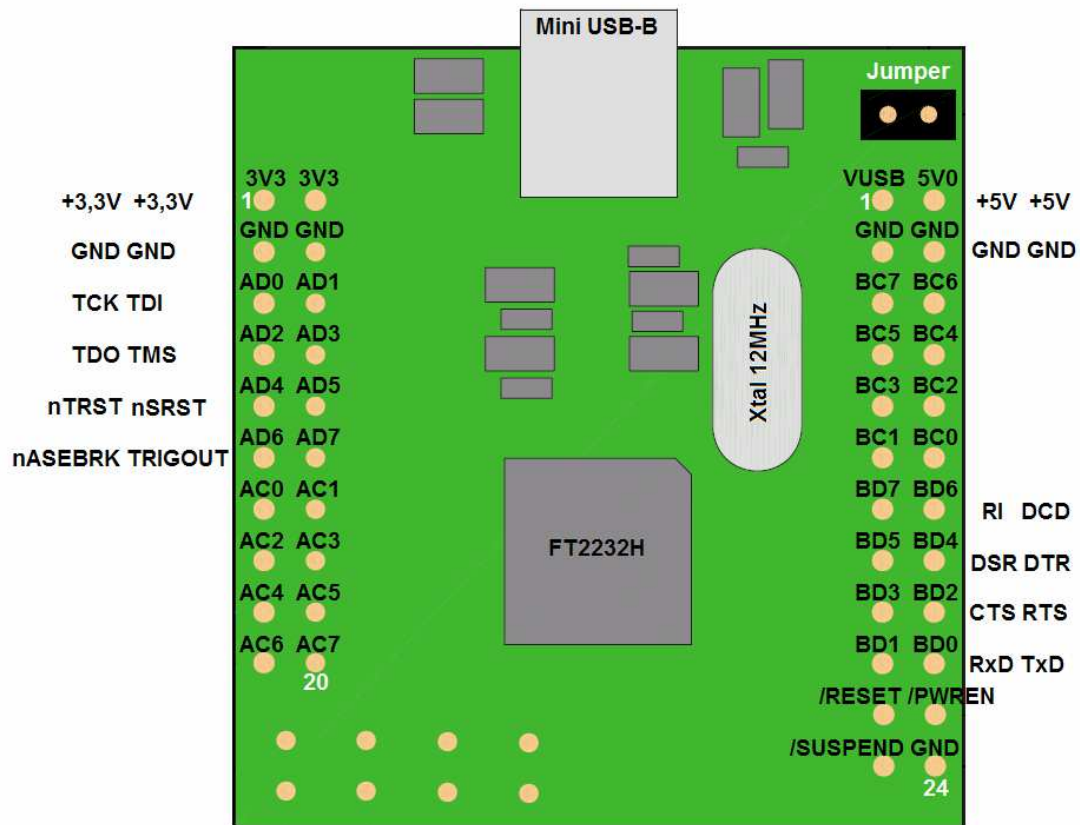 Mini USB-B
Jumper
3V3 3V3 VUSB 5V0
+3,3V +3,3V 1 1 +5V +5V
GND GND GND GND
GND GND GND GND
AD0 AD1 BC7 BC6
TCK TDI
AD2 AD3 BC5 BC4
TDO TMS
Xtal 12MHz
AD4 AD5 BC3 BC2
nTRST nSRST
AD6 AD7 BC1 BC0
nASEBRK TRIGOUT
AC0 AC1 BD7 BD6
RI DCD
AC2 AC3 FT2232H BD5 BD4
DSR DTR
AC4 AC5 BD3 BD2
CTS RTS
AC6 AC7 BD1 BD0
RxD TxD
20
/RESET /PWREN
/SUSPEND GND
24